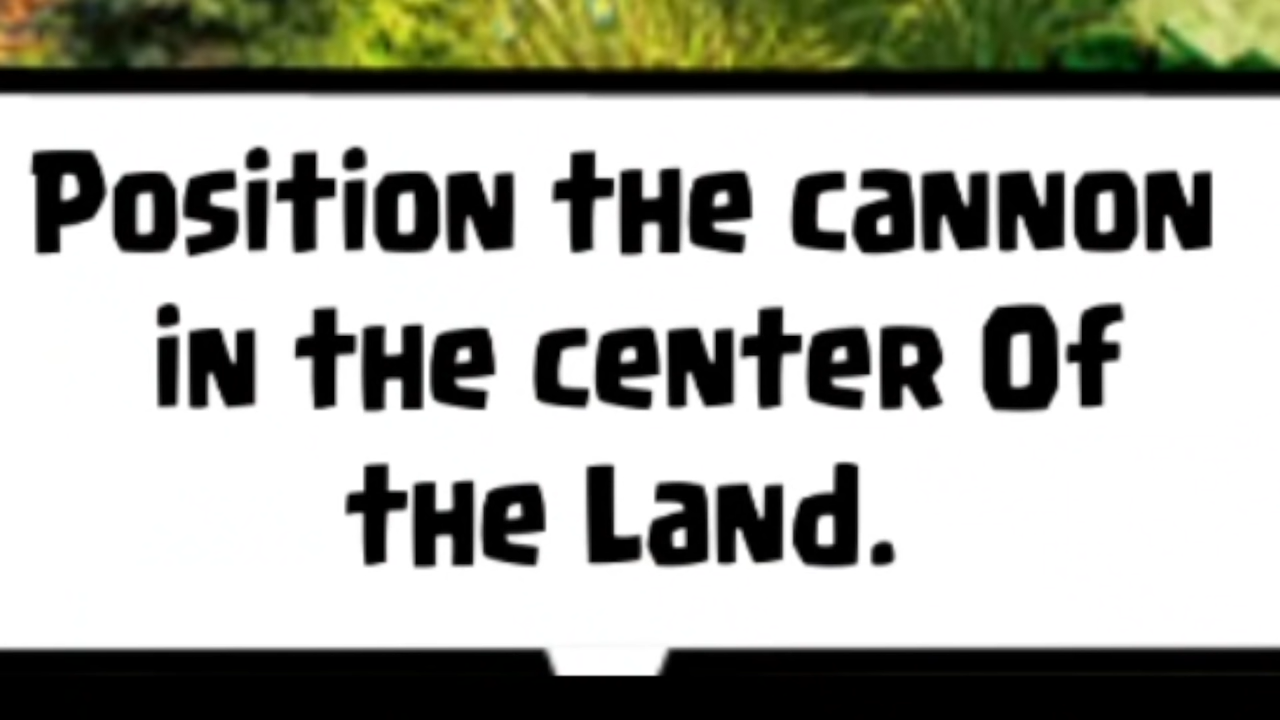 Position the cannon
in the center Of
the Land.